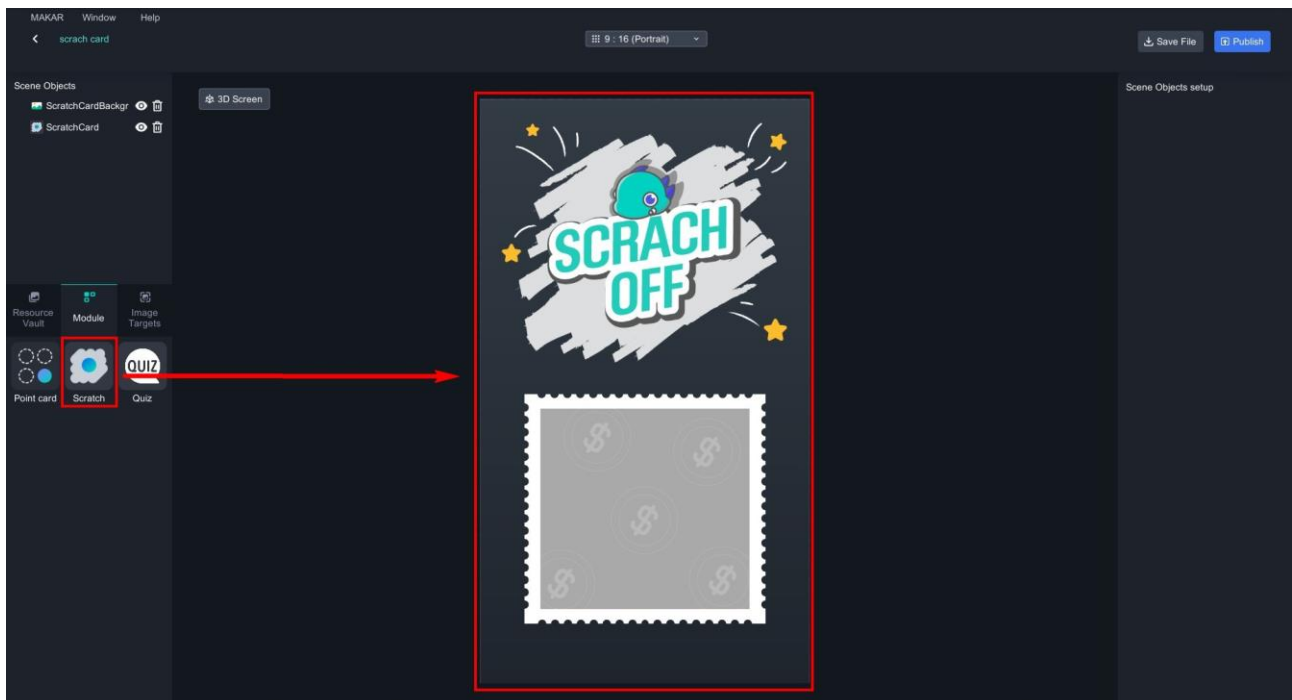 MAKAR Window Help
scrach card
9 : 16 (Portrait)
Save File
Publish
Scene Objects
ScratchCardBackgr
ScratchCard
3D Screen
Scene Objects setup
SCRACH
OFF
Resource
Vault
Module
Image
Targets
QUIZ
Point card
Scratch
Quiz
$
$
$
$
$